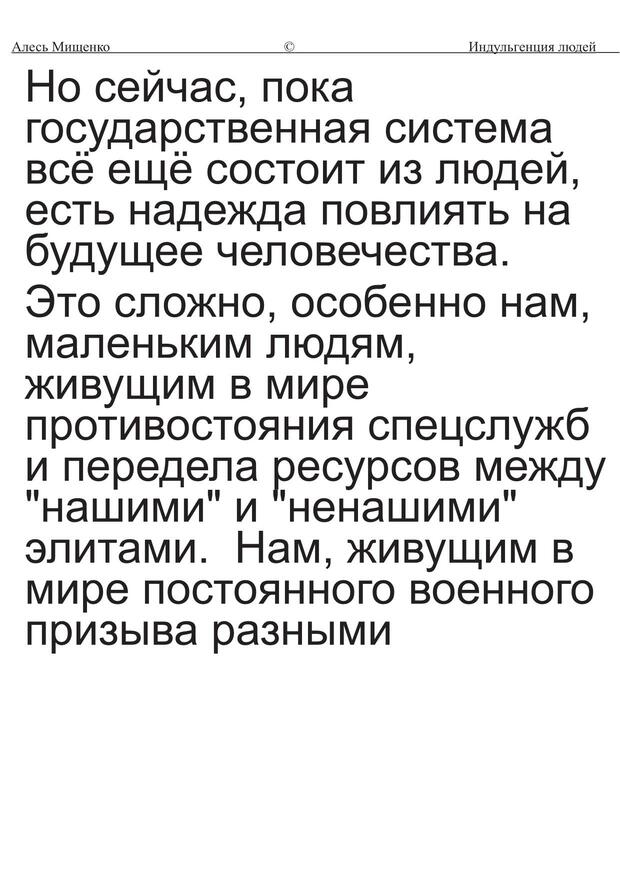 Алесь Мищенко © Индульгенция людей
Но сейчас, пока
государственная система
всё ещё состоит из людей,
есть надежда повлиять на
будущее человечества.
Это сложно, особенно нам,
маленьким людям,
живущим в мире
противостояния спецслужб
и передела ресурсов между
"нашими" и "ненашими"
элитами.  Нам, живущим в
мире постоянного военного
призыва разными